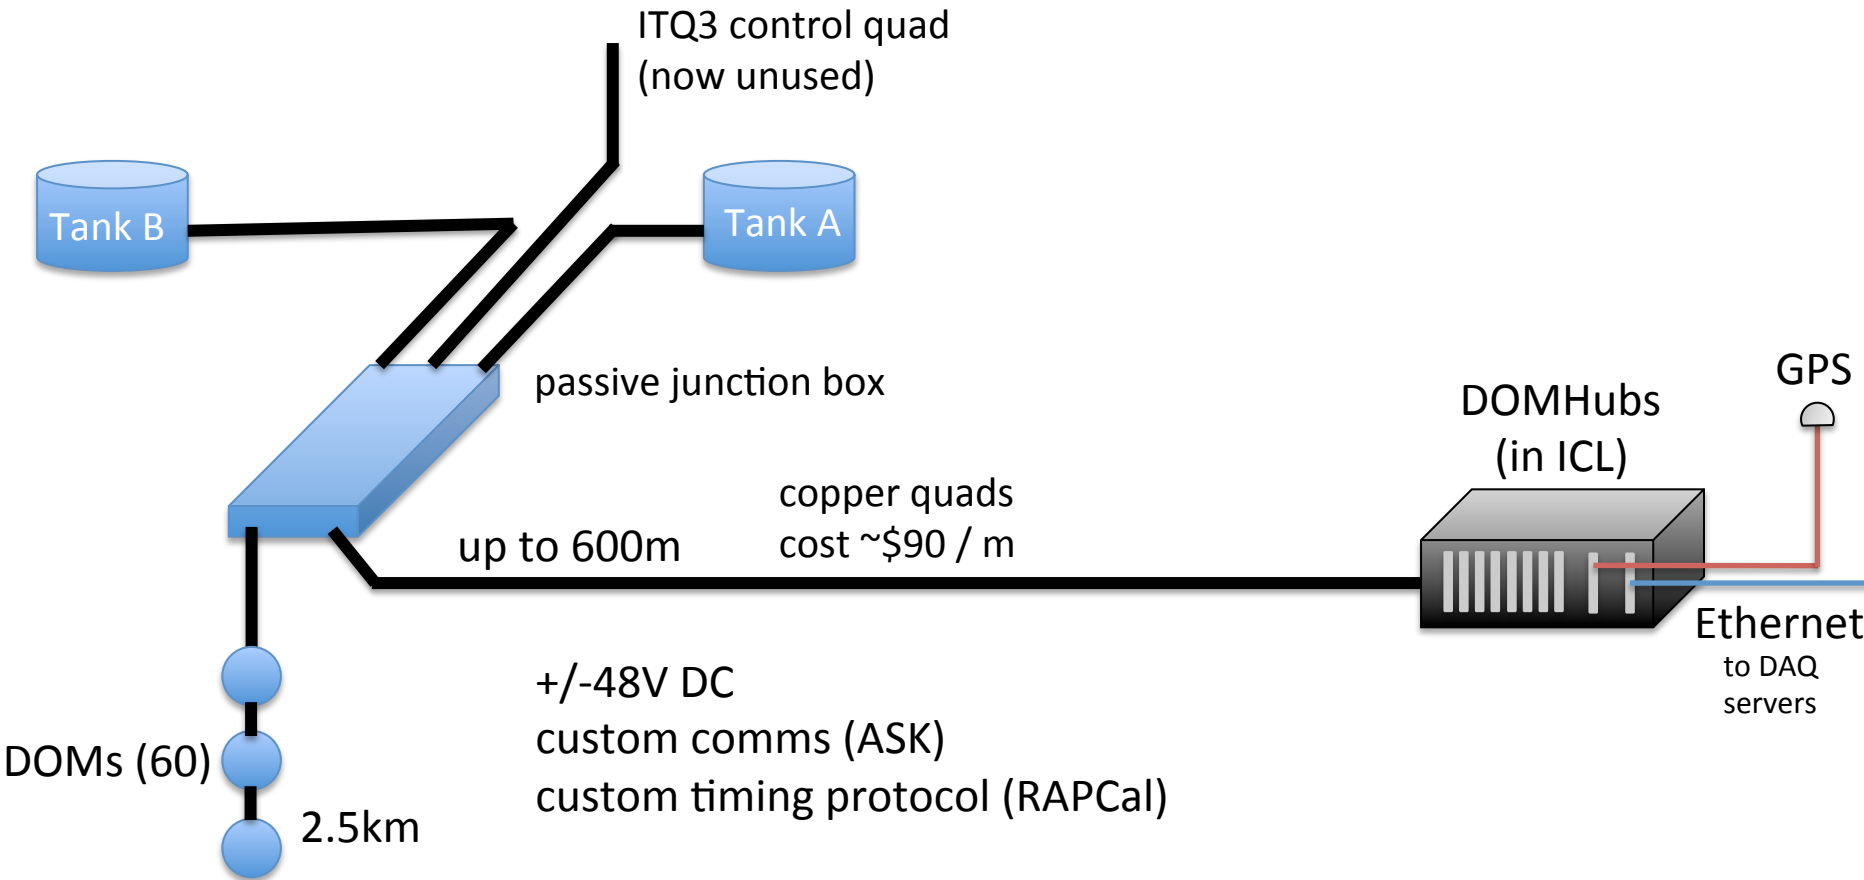 ITQ3 control quad
(now unused)
Tank B
Tank A
passive junction box
GPS
DOMHubs
(in ICL)
copper quads
cost ~$90 / m
up to 600m
Ethernet
to DAQ
servers
+/-48V DC
custom comms (ASK)
custom timing protocol (RAPCal)
DOMs (60)
2.5km